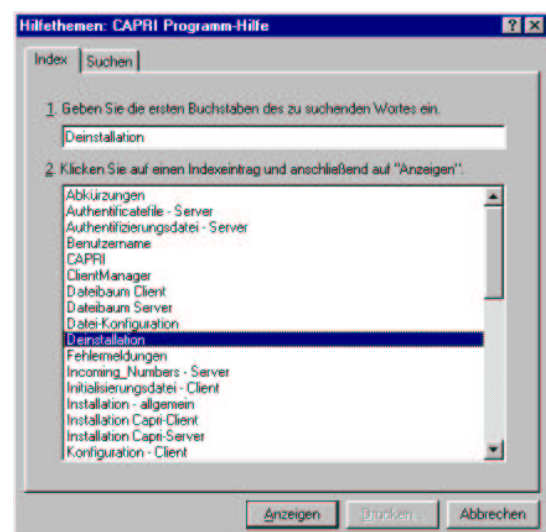 Hilfethemen: CAPRI Programm-Hilfe
Index Suchen
1. Geben Sie die ersten Buchstaben des zu suchenden Wortes ein.
Deinstallation
2. Klicken Sie auf einen Indexeintrag und anschließend auf "Anzeigen".
Abkürzungen
Authentificatefile - Server
Authentifizierungsdatei - Server
Benutzername
CAPRI
ClientManager
Dateibaum Client
Dateibaum Server
Datei-Konfiguration
Deinstallation
Fehlermeldungen
Incoming_Numbers - Server
Initialisierungsdatei - Client
Installation - allgemein
Installation Capri-Client
Installation Capri-Server
Konfiguration - Client
Anzeigen Drucken... Abbrechen